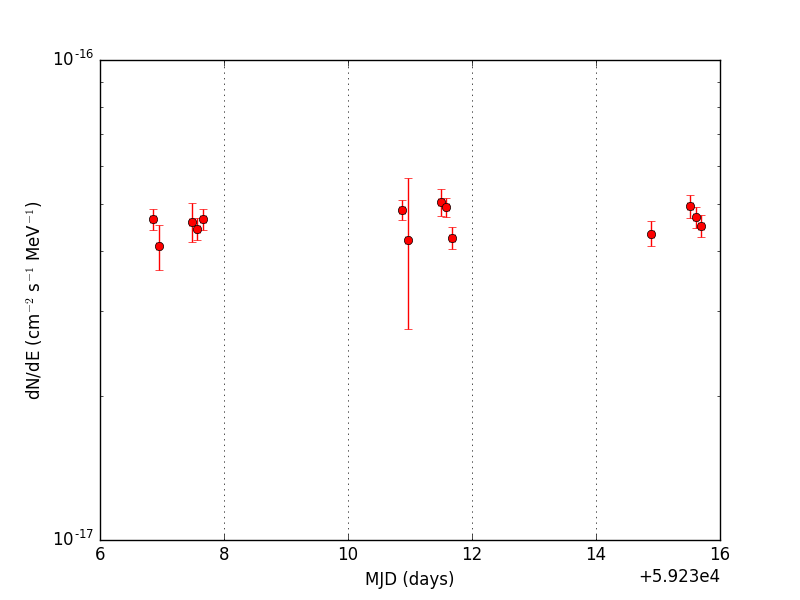 10⁻¹⁶
dN/dE (cm⁻² s⁻¹ MeV⁻¹)
10⁻¹⁷
6 8 10 12 14 16
MJD (days)
+5.923e4